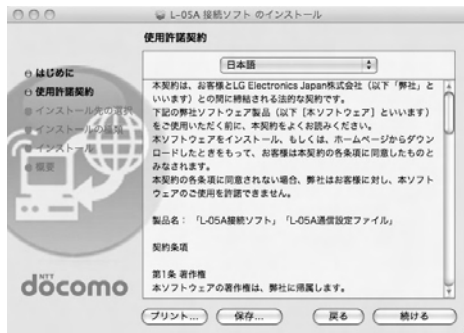 L-05A 接続ソフト のインストール
使用許諾契約
日本語
はじめに
使用許諾契約
インストール先の選択
インストールの種類
インストール
概要
本契約は、お客様とLG Electronics Japan株式会社（以下「弊社」と
いいます）との間に締結される法的な契約です。
下記の弊社ソフトウェア製品（以下［本ソフトウェア］といいます）
をご使用いただく前に、本契約をよくお読みください。
本ソフトウェアをインストール、もしくは、ホームページからダウン
ロードしたときをもって、お客様は本契約の各条項に同意したものと
みなされます。
本契約の各条項に同意されない場合、弊社はお客様に対し、本ソフト
ウェアのご使用を許諾できません。
製品名：「L-05A接続ソフト」「L-05A通信設定ファイル」
契約条項
第1条 著作権
本ソフトウェアの著作権は、弊社に帰属します。
NTT
döcomo
プリント...
保存...
戻る
続ける